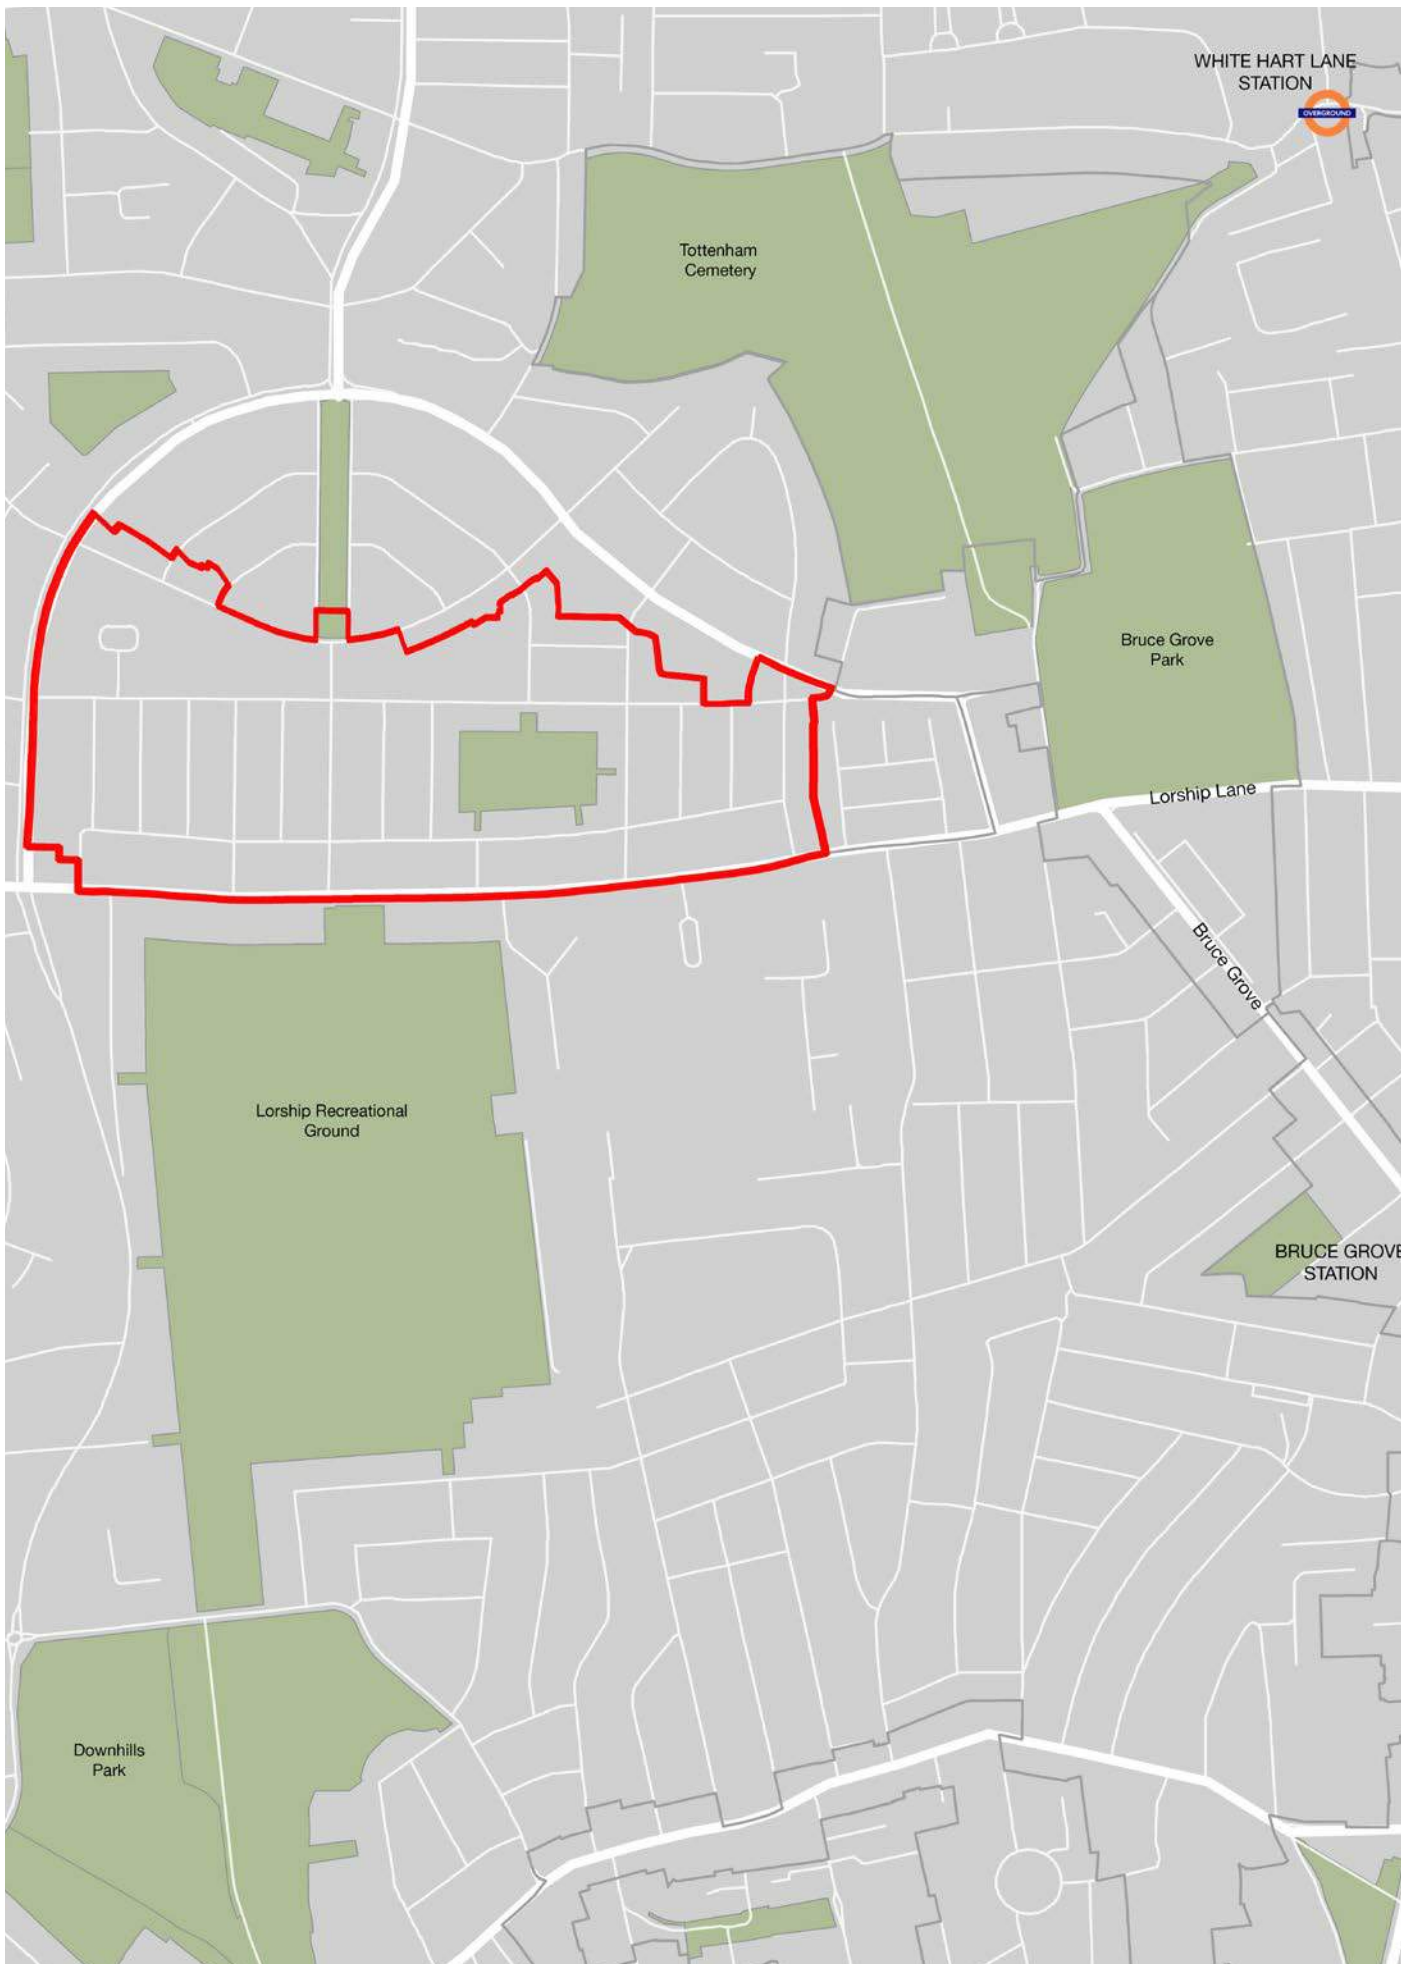 WHITE HART LANE
STATION
OVERGROUND
Tottenham
Cemetery
Bruce Grove
Park
Lorship Lane
Bruce Grove
Lorship Recreational
Ground
BRUCE GROVE
STATION
Downhills
Park